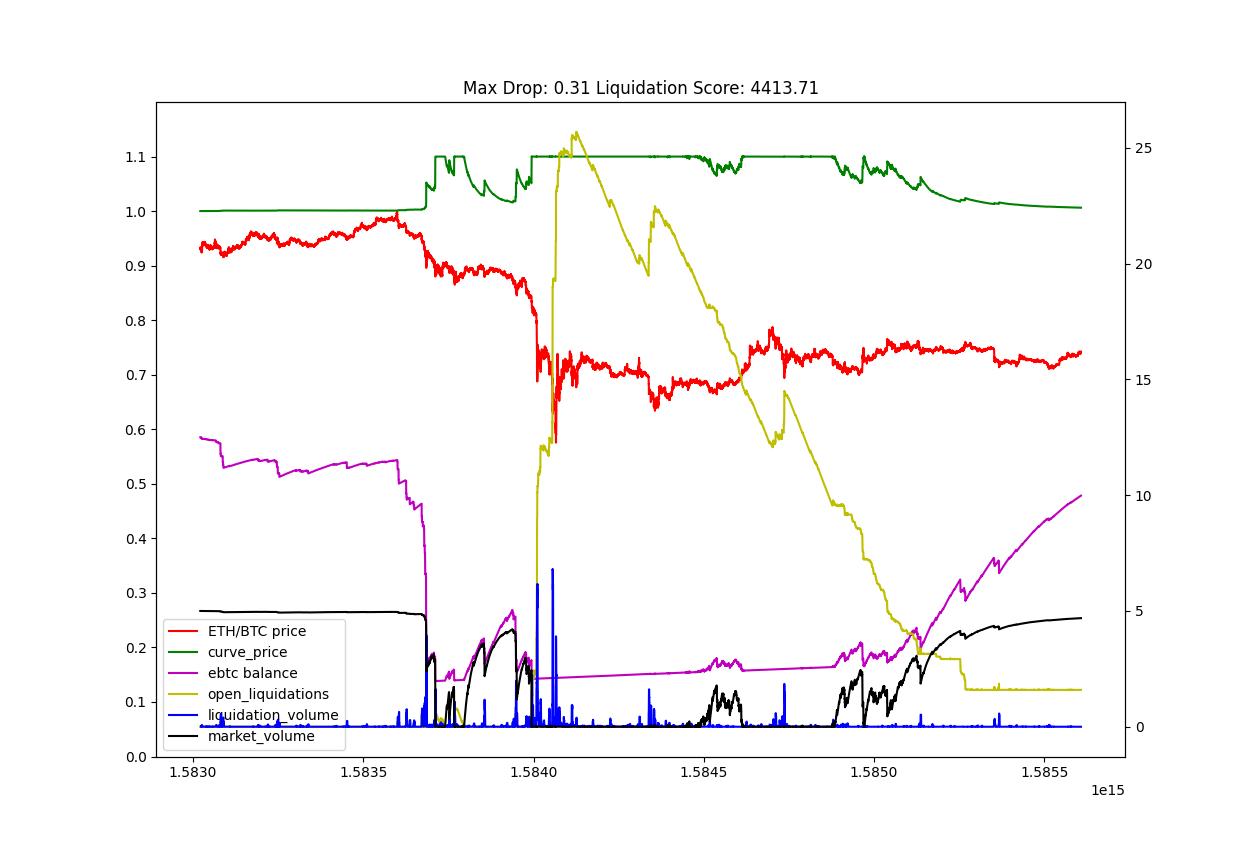 Max Drop: 0.31 Liquidation Score: 4413.71
1.1
1.0
0.9
0.8
0.7
0.6
0.5
0.4
0.3
0.2
0.1
0.0
25
20
15
10
5
0
ETH/BTC price
curve_price
ebtc balance
open_liquidations
liquidation_volume
market_volume
1.5830 1.5835 1.5840 1.5845 1.5850 1.5855
1e15